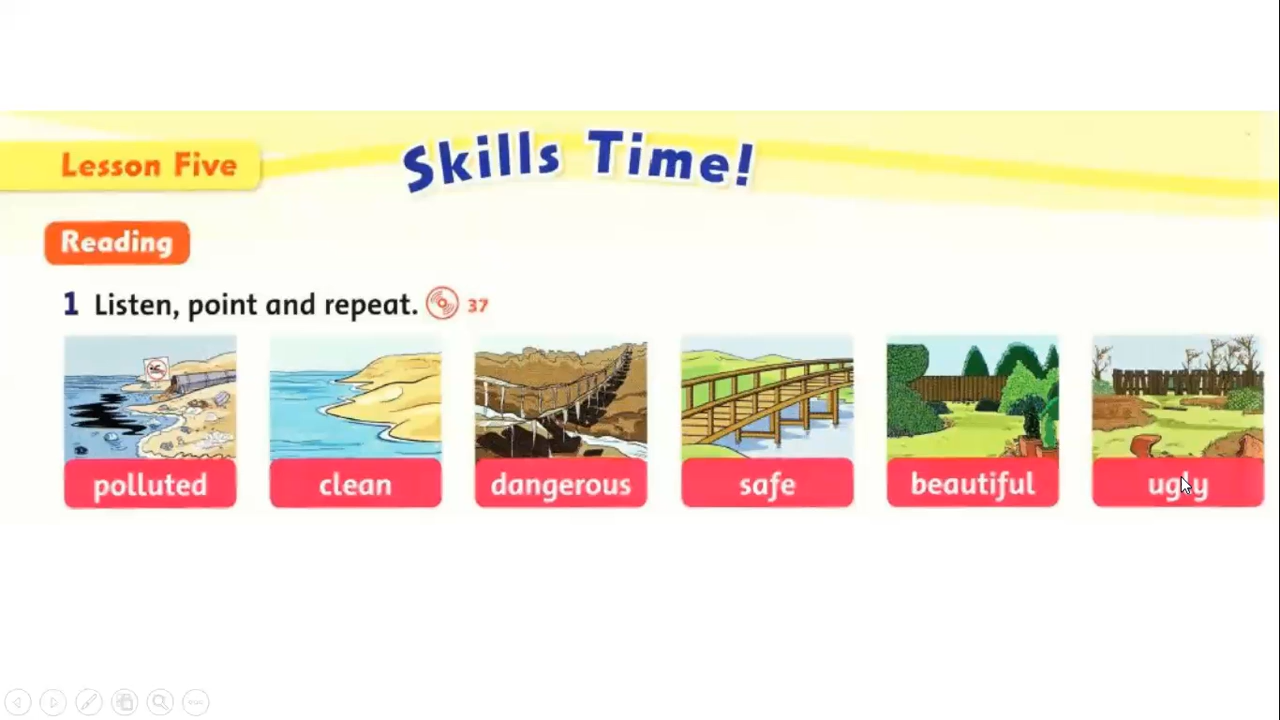 Lesson Five
Skills Time!
Reading
1 Listen, point and repeat. 37
polluted clean dangerous safe beautiful ugly